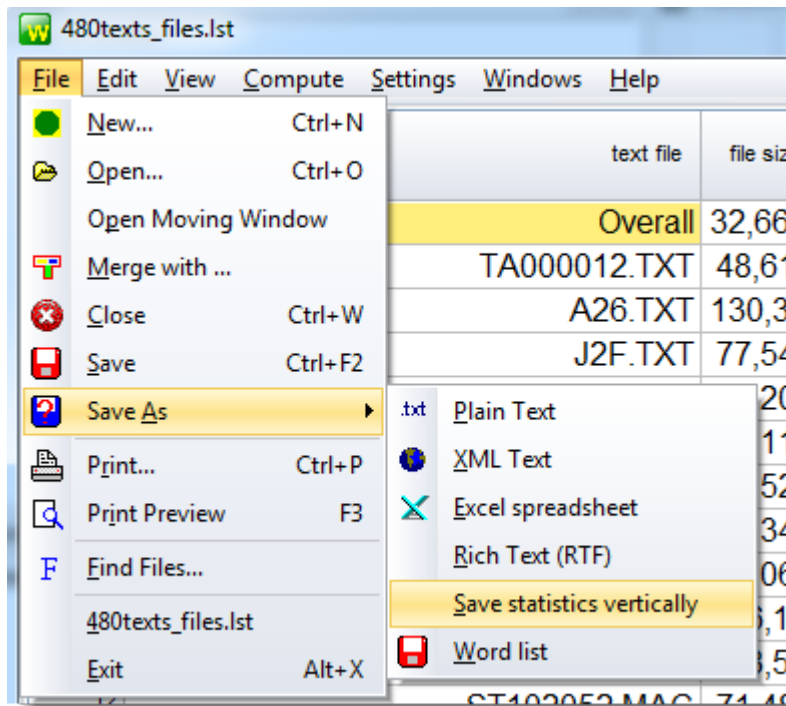 480texts_files.lst
File Edit View Compute Settings Windows Help
New... Ctrl+N
Open... Ctrl+O
Open Moving Window
Merge with ...
Close Ctrl+W
Save Ctrl+F2
Save As
Print... Ctrl+P
Print Preview F3
F Find Files...
480texts_files.lst
Exit Alt+X
.txt Plain Text
XML Text
Excel spreadsheet
Rich Text (RTF)
Save statistics vertically
Word list
text file file siz
Overall 32,66
TA000012.TXT 48,61
A26.TXT 130,3
J2F.TXT 77,54